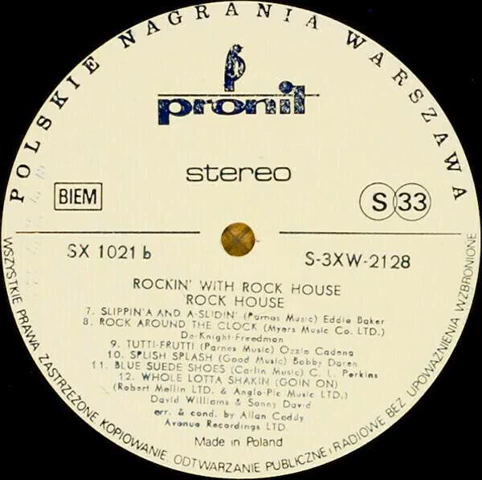 POLSKIE NAGRANIA WARSZAWA
pronit
stereo
BIEM
S 33
SX 1021 b
S-3XW-2128
ROCKIN' WITH ROCK HOUSE
ROCK HOUSE
7. SLIPPIN'A AND A-SLIDIN' (Parnas Music) Eddie Baker
8. ROCK AROUND THE CLOCK (Myers Music Co. LTD.)
De-Knight-Freedman
9. TUTTI-FRUTTI (Parnes Music) Ozzie Cadena
10. SPLISH SPLASH (Good Music) Bobby Daren
11. BLUE SUEDE SHOES (Carlin Music) C. L. Perkins
12. WHOLE LOTTA SHAKIN (GOIN ON)
(Robert Mellin LTD. & Anglo-Pic Music LTD.)
David Williams & Sonny David
arr. & cond. by Allan Caddy
Avenue Recordings LTD
Made in Poland
WSZYSTKIE PRAWA ZASTRZEŻONE KOPIOWANIE, ODTWARZANIE PUBLICZNE I RADIOWE BEZ UPOWAŻNIENIA WZBRONIONE